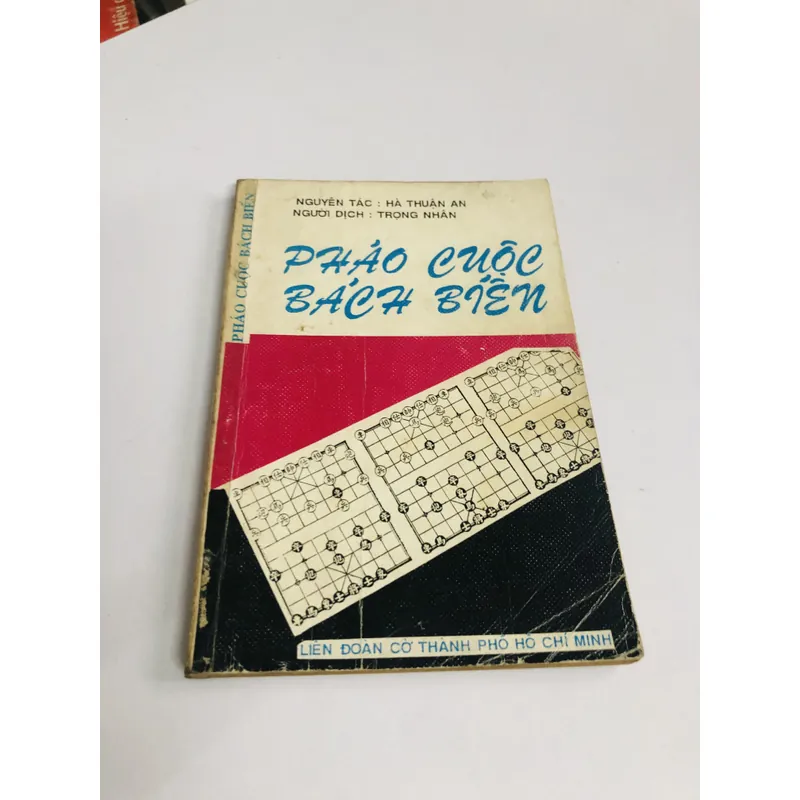 Hiệu
NGUYÊN TÁC : HÀ THUẬN AN
NGƯỜI DỊCH : TRỌNG NHÂN
PHÁO CUỘC
BÁCH BIẾN
PHÁO CUỘC BÁCH BIẾN
LIÊN ĐOÀN CỜ THÀNH PHỐ HỒ CHÍ MINH